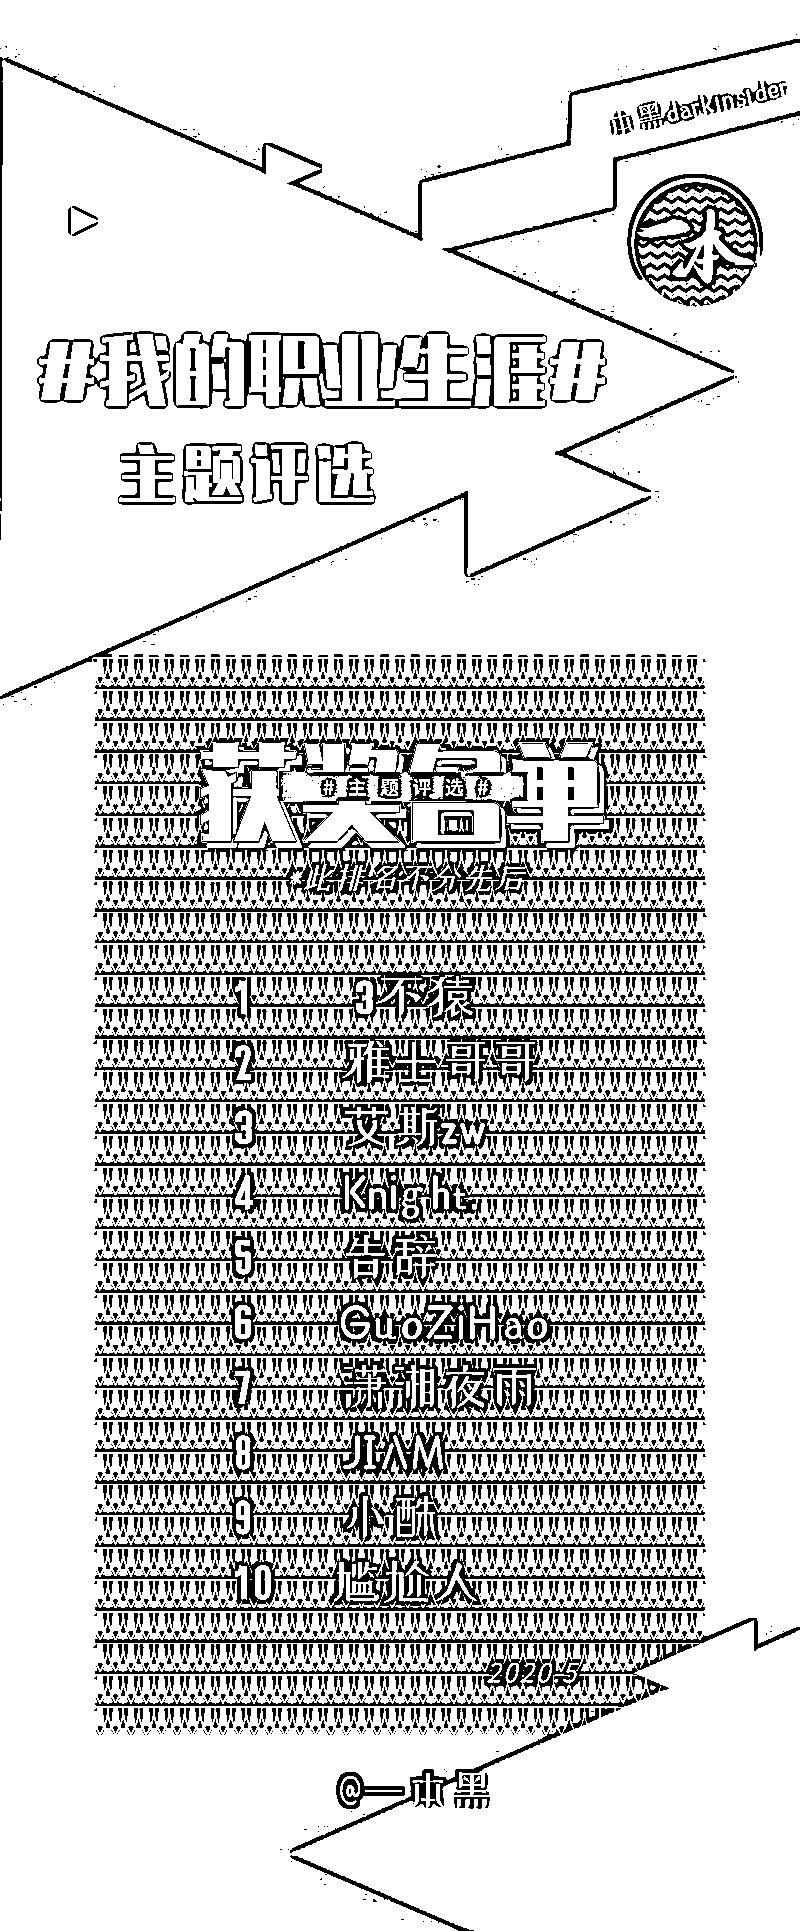 本黑darkinsider
一本
#我的职业生涯#
主题评选
获奖名单
#主题评选#
*此排名不分先后
1 3不猿
2 雅士哥哥
3 艾斯zw
4 Knight.
5 告辞
6 GuoZiHao
7 潇湘夜雨
8 JIAM
9 小酥
10 尴尬人
2020.5
@一本黑